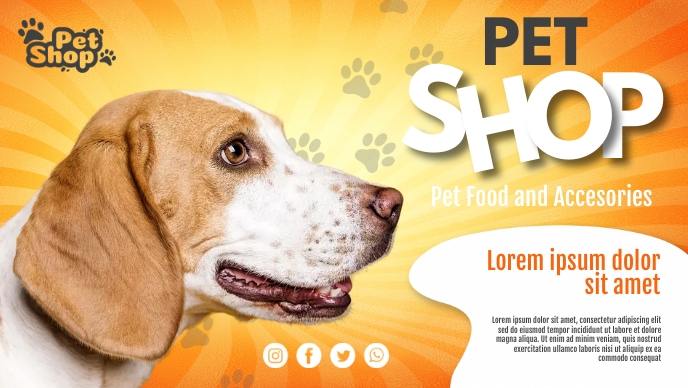 Pet
Shop
PET
SHOP
Pet Food and Accesories
Lorem ipsum dolor
sit amet
Lorem ipsum dolor sit amet, consectetur adipiscing
elit, sed do eiusmod tempor incididunt ut labore et dolore
magna aliqua. Ut enim ad minim veniam, quis nostrud
exercitation ullamco laboris nisi ut aliquip ex ea
commodo consequat